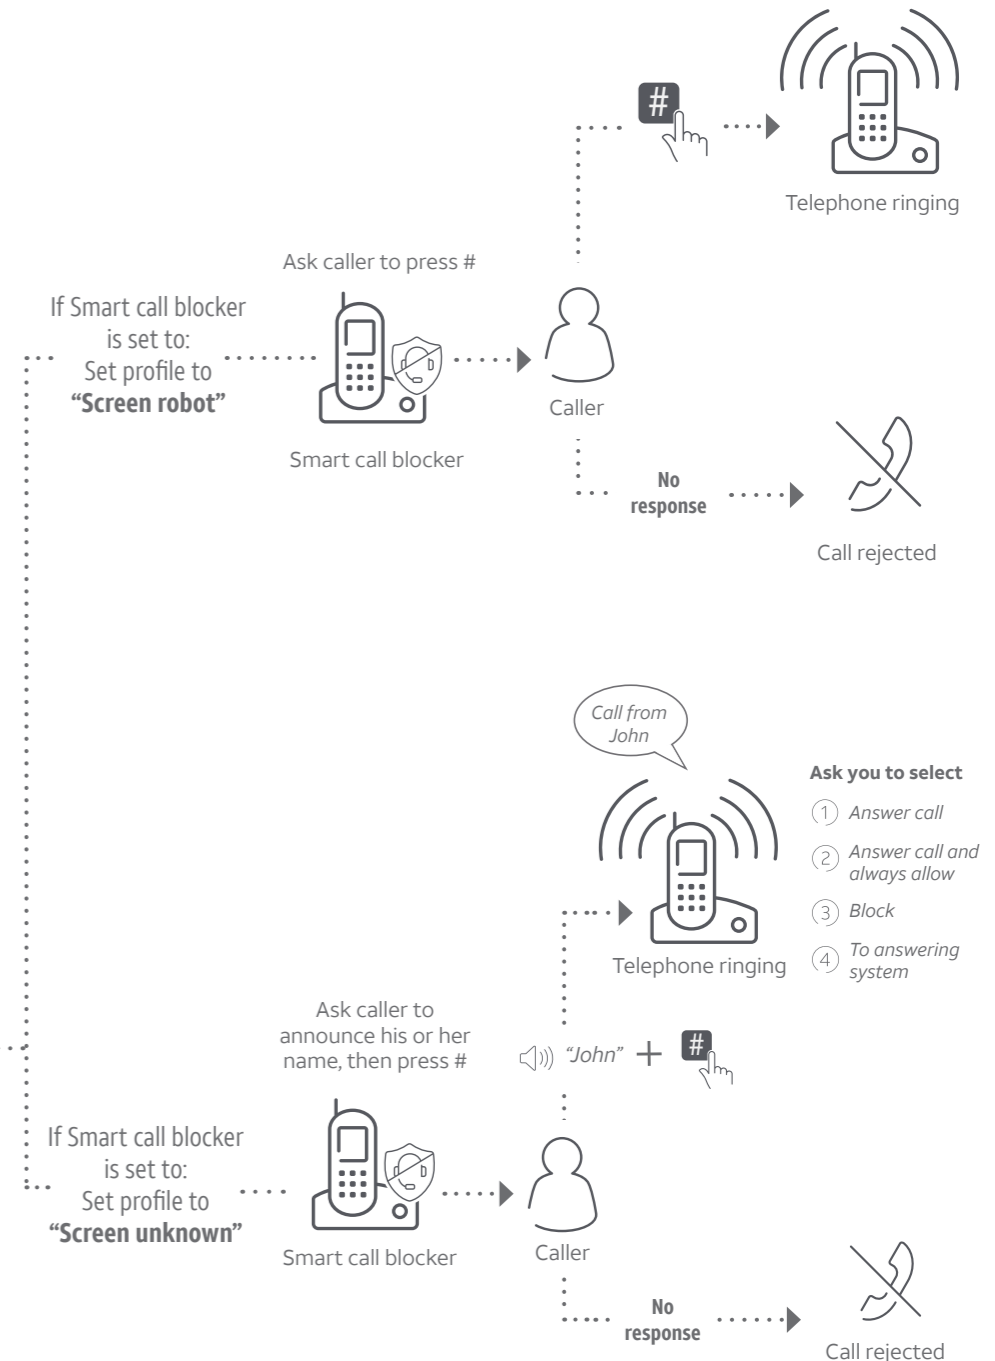 #
Telephone ringing
Ask caller to press #
If Smart call blocker
is set to:
Set profile to
“Screen robot”
Smart call blocker
Caller
No
response
Call rejected
Call from
John
Ask you to select
1 Answer call
2 Answer call and
always allow
3 Block
4 To answering
system
Telephone ringing
Ask caller to
announce his or her
name, then press #
“John” + #
If Smart call blocker
is set to:
Set profile to
“Screen unknown”
Smart call blocker
Caller
No
response
Call rejected